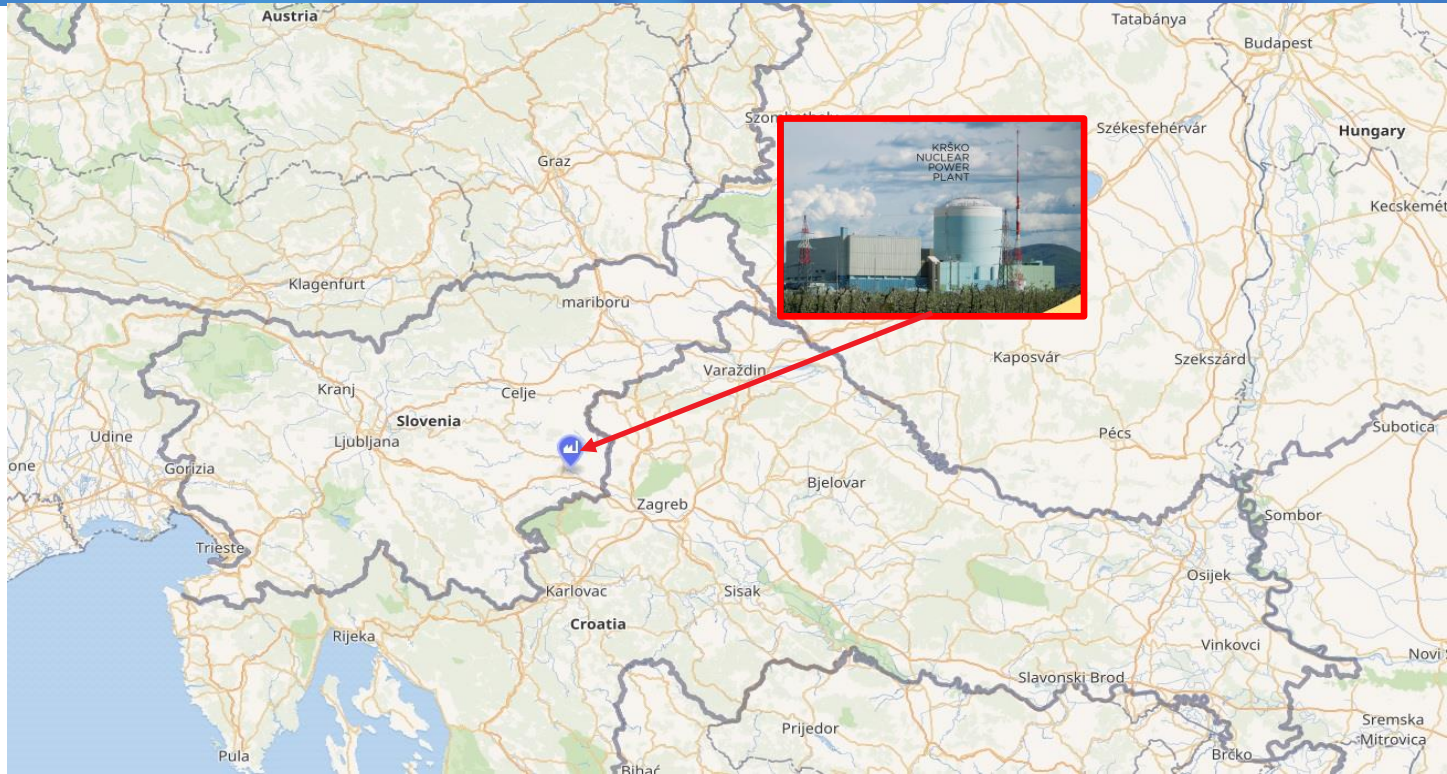 Austria
Tatabánya
Budapest
Székesfehérvár
Hungary
Graz
KRŠKO
NUCLEAR
POWER
PLANT
Kecskemét
Klagenfurt
mariboru
Kaposvár
Szekszárd
Varaždin
Kranj
Celje
Slovenia
Ljubljana
Pécs
Subotica
Udine
Gorizia
Bjelovar
Zagreb
Sombor
Trieste
Osijek
Karlovac
Sisak
Croatia
Rijeka
Vinkovci
Novi
Slavonski Brod
Sremska
Mitrovica
Prijedor
Pula
Brčko
Bihać